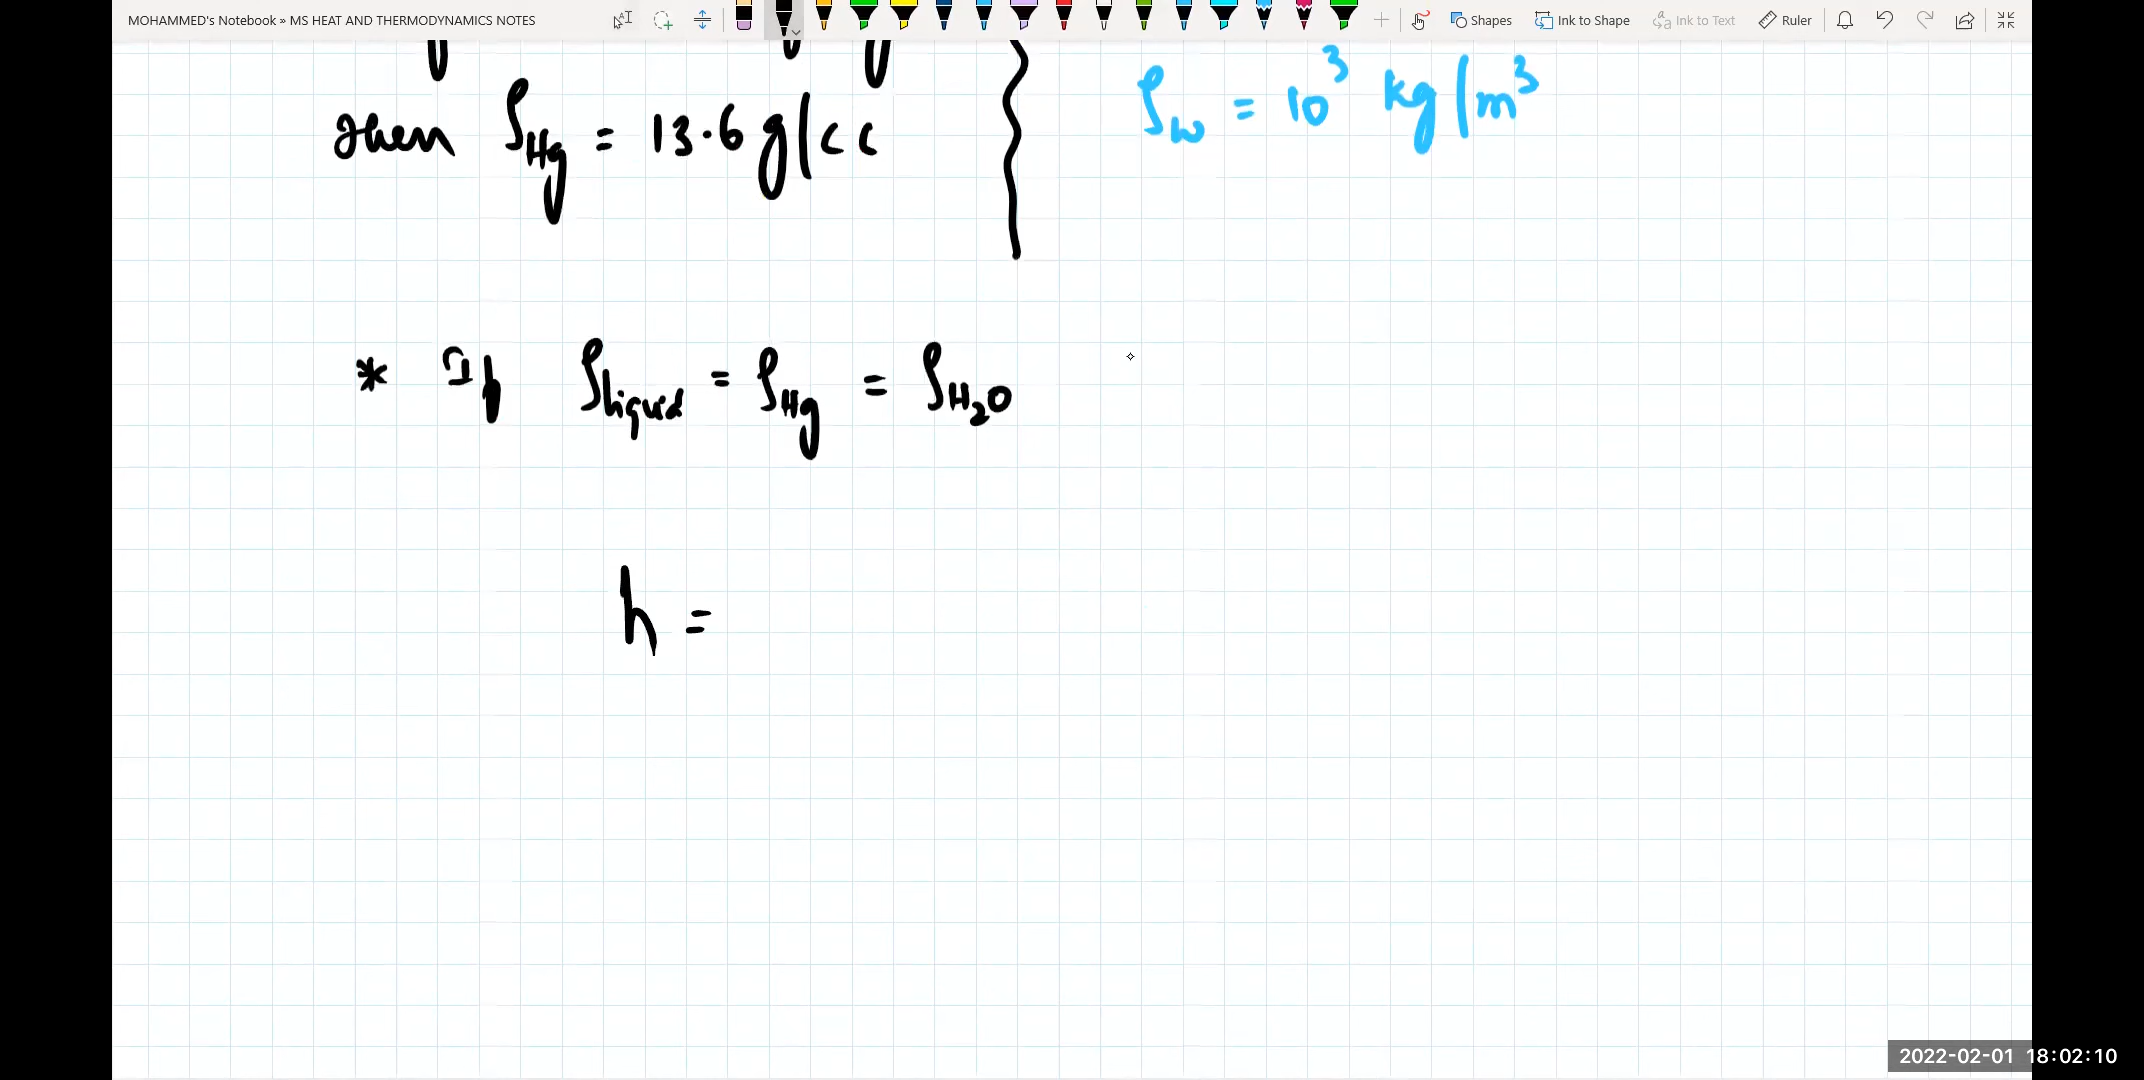 MOHAMMED's Notebook » MS HEAT AND THERMODYNAMICS NOTES
Shapes
Ink to Shape
Ink to Text
Ruler
then ρHg = 13.6 g/cc
ρw = 10³ kg/m³
* If ρliquid = ρHg = ρH₂O
h =
2022-02-01 18:02:10